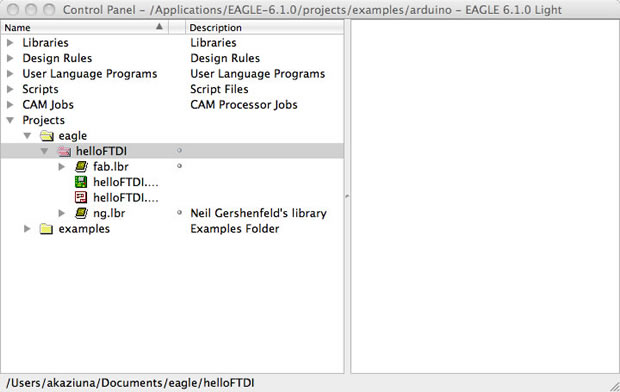 Control Panel – /Applications/EAGLE-6.1.0/projects/examples/arduino – EAGLE 6.1.0 Light
Name Description
Libraries Libraries
Design Rules Design Rules
User Language Programs User Language Programs
Scripts Script Files
CAM Jobs CAM Processor Jobs
Projects
eagle
helloFTDI
fab.lbr
helloFTDI....
helloFTDI....
ng.lbr Neil Gershenfeld's library
examples Examples Folder
/Users/akaziuna/Documents/eagle/helloFTDI